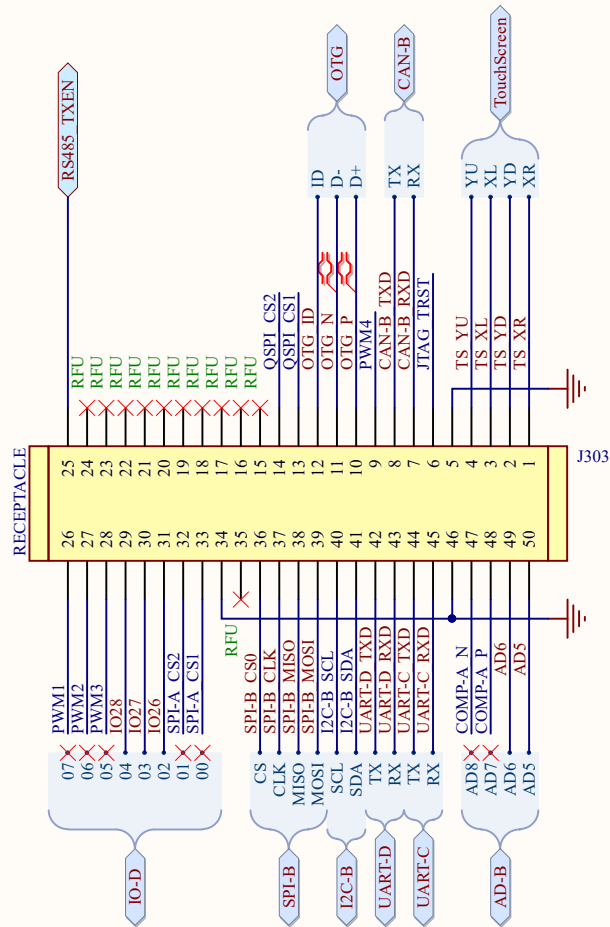 RS485_TXEN
RFU
RFU
RFU
RFU
RFU
RFU
RFU
RFU
RFU
RFU
QSPI_CS2
QSPI_CS1
OTG_ID
OTG_N
OTG_P
PWM4
CAN-B_TXD
CAN-B_RXD
JTAG_TRST
TS_YU
TS_XL
TS_YD
TS_XR
ID
D-
D+
OTG
TX
RX
CAN-B
YU
XL
YD
XR
TouchScreen
RECEPTACLE
25
24
23
22
21
20
19
18
17
16
15
14
13
12
11
10
9
8
7
6
5
4
3
2
1
26
27
28
29
30
31
32
33
34
35
36
37
38
39
40
41
42
43
44
45
46
47
48
49
50
J303
PWM1
PWM2
PWM3
IO28
IO27
IO26
SPI-A_CS2
SPI-A_CS1
RFU
SPI-B_CS0
SPI-B_CLK
SPI-B_MISO
SPI-B_MOSI
I2C-B_SCL
I2C-B_SDA
UART-D_TXD
UART-D_RXD
UART-C_TXD
UART-C_RXD
COMP-A_N
COMP-A_P
AD6
AD5
07
06
05
04
03
02
01
00
IO-D
CS
CLK
MISO
MOSI
SPI-B
SCL
SDA
I2C-B
TX
RX
UART-D
TX
RX
UART-C
AD8
AD7
AD6
AD5
AD-B